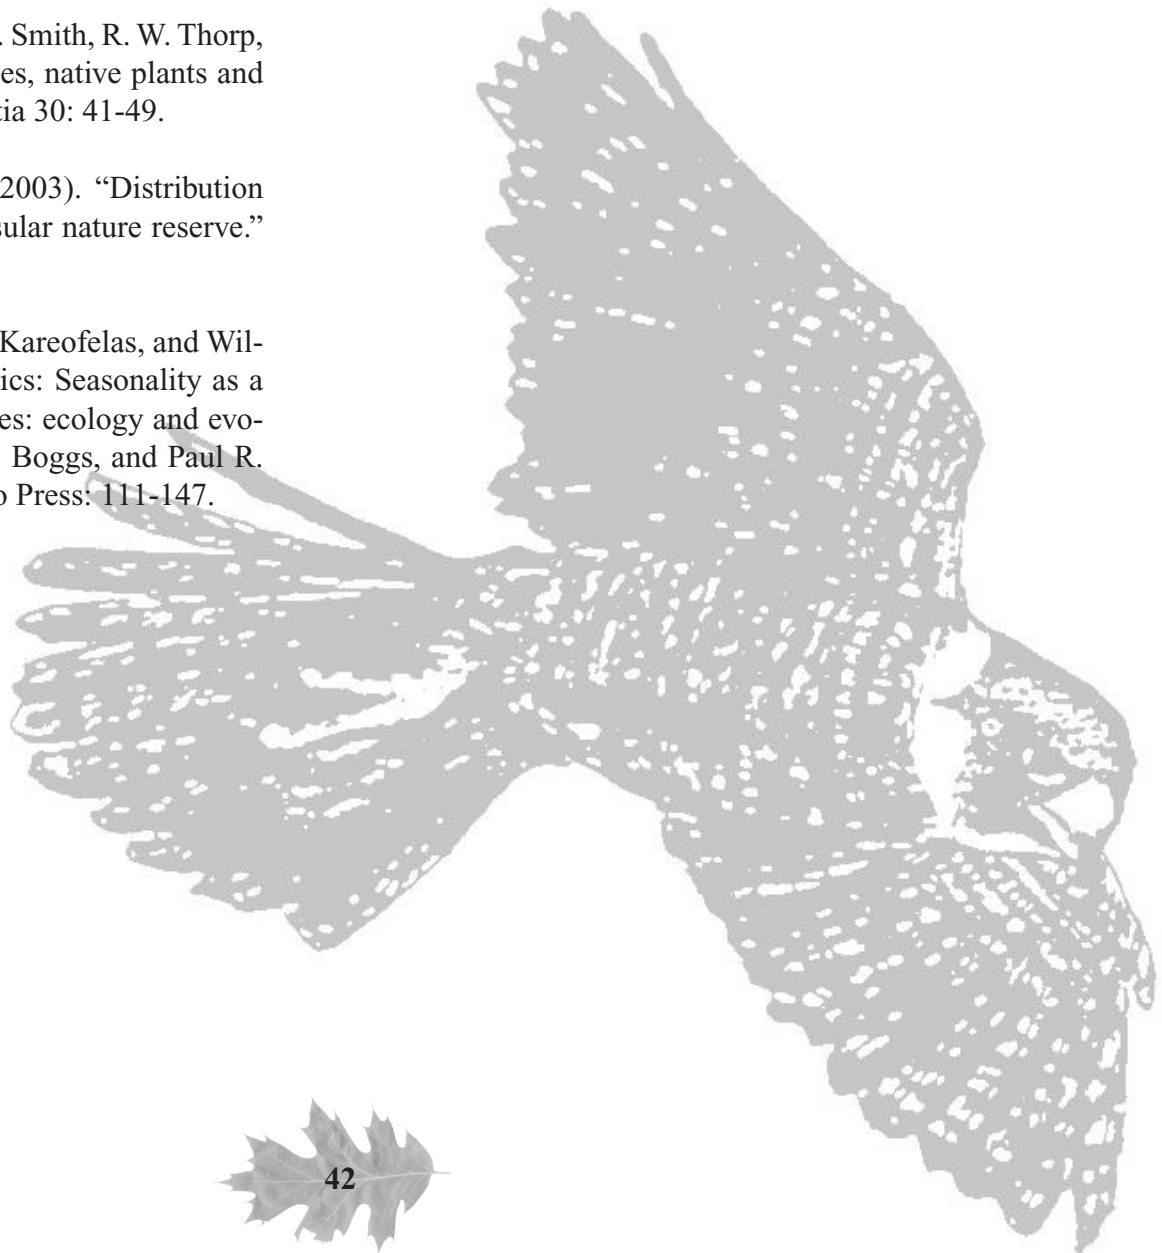 . Smith, R. W. Thorp,
es, native plants and
tia 30: 41-49.
2003). “Distribution
sular nature reserve.”
Kareofelas, and Wil-
ics: Seasonality as a
es: ecology and evo-
Boggs, and Paul R.
o Press: 111-147.
42